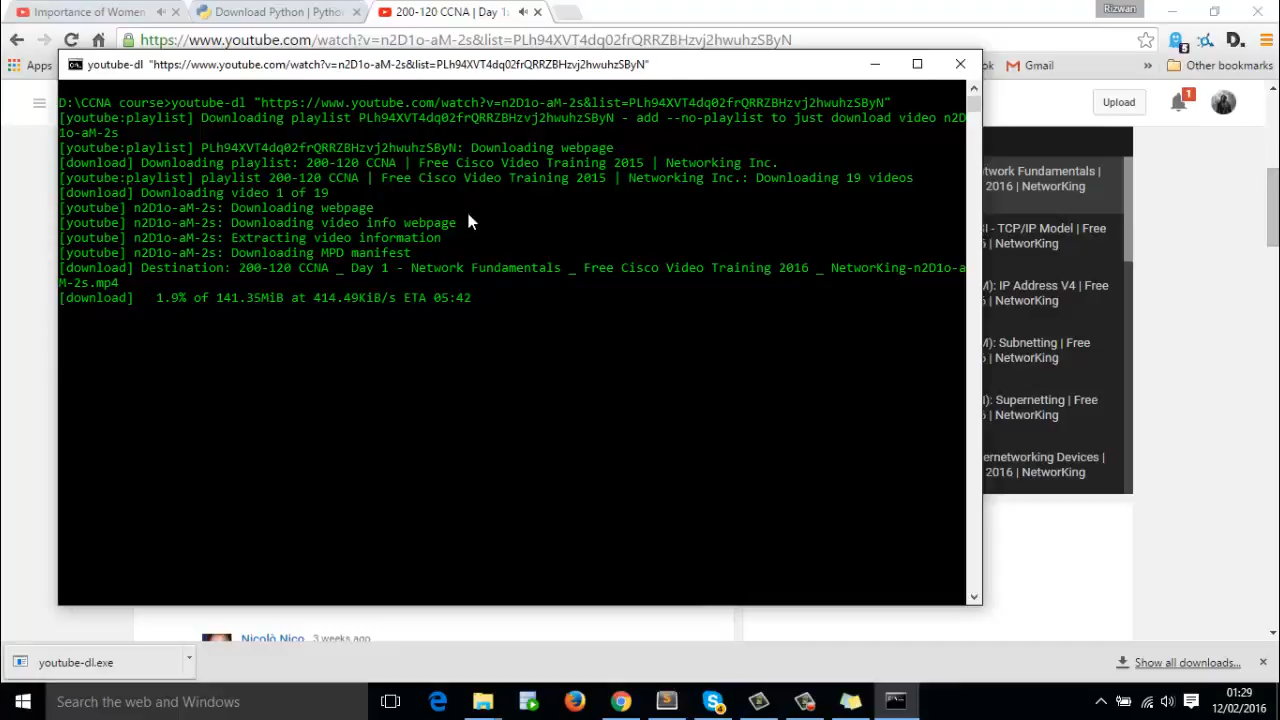 Importance of Women
Download Python | Python
200-120 CCNA | Day 1:
Rizwan
https://www.youtube.com/watch?v=n2D1o-aM-2s&list=PLh94XVT4dq02frQRRZBHzvj2hwuhzSByN
5
D.
Apps
youtube-dl "https://www.youtube.com/watch?v=n2D1o-aM-2s&list=PLh94XVT4dq02frQRRZBHzvj2hwuhzSByN"
Gmail
»
Other bookmarks
Upload
1
D:\CCNA course>youtube-dl "https://www.youtube.com/watch?v=n2D1o-aM-2s&list=PLh94XVT4dq02frQRRZBHzvj2hwuhzSByN"
[youtube:playlist] Downloading playlist PLh94XVT4dq02frQRRZBHzvj2hwuhzSByN - add --no-playlist to just download video n2D
1o-aM-2s
[youtube:playlist] PLh94XVT4dq02frQRRZBHzvj2hwuhzSByN: Downloading webpage
[download] Downloading playlist: 200-120 CCNA | Free Cisco Video Training 2015 | Networking Inc.
[youtube:playlist] playlist 200-120 CCNA | Free Cisco Video Training 2015 | Networking Inc.: Downloading 19 videos
[download] Downloading video 1 of 19
[youtube] n2D1o-aM-2s: Downloading webpage
[youtube] n2D1o-aM-2s: Downloading video info webpage
[youtube] n2D1o-aM-2s: Extracting video information
[youtube] n2D1o-aM-2s: Downloading MPD manifest
[download] Destination: 200-120 CCNA _ Day 1 - Network Fundamentals _ Free Cisco Video Training 2016 _ NetworKing-n2D1o-a
M-2s.mp4
[download]   1.9% of 141.35MiB at 414.49KiB/s ETA 05:42
twork Fundamentals |
2016 | NetworKing
SI - TCP/IP Model | Free
2016 | NetworKing
M): IP Address V4 | Free
2016 | NetworKing
M): Subnetting | Free
2016 | NetworKing
I): Supernetting | Free
2016 | NetworKing
ernetworking Devices |
2016 | NetworKing
Nicolò Nico 3 weeks ago
youtube-dl.exe
Show all downloads...
Search the web and Windows
4
01:29
12/02/2016